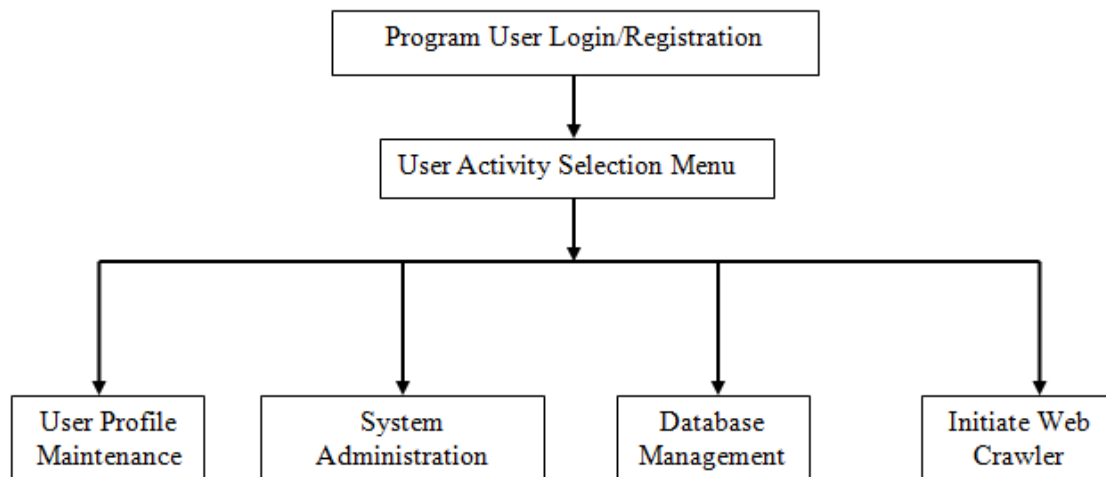 Program User Login/Registration
User Activity Selection Menu
User Profile
Maintenance
System
Administration
Database
Management
Initiate Web
Crawler